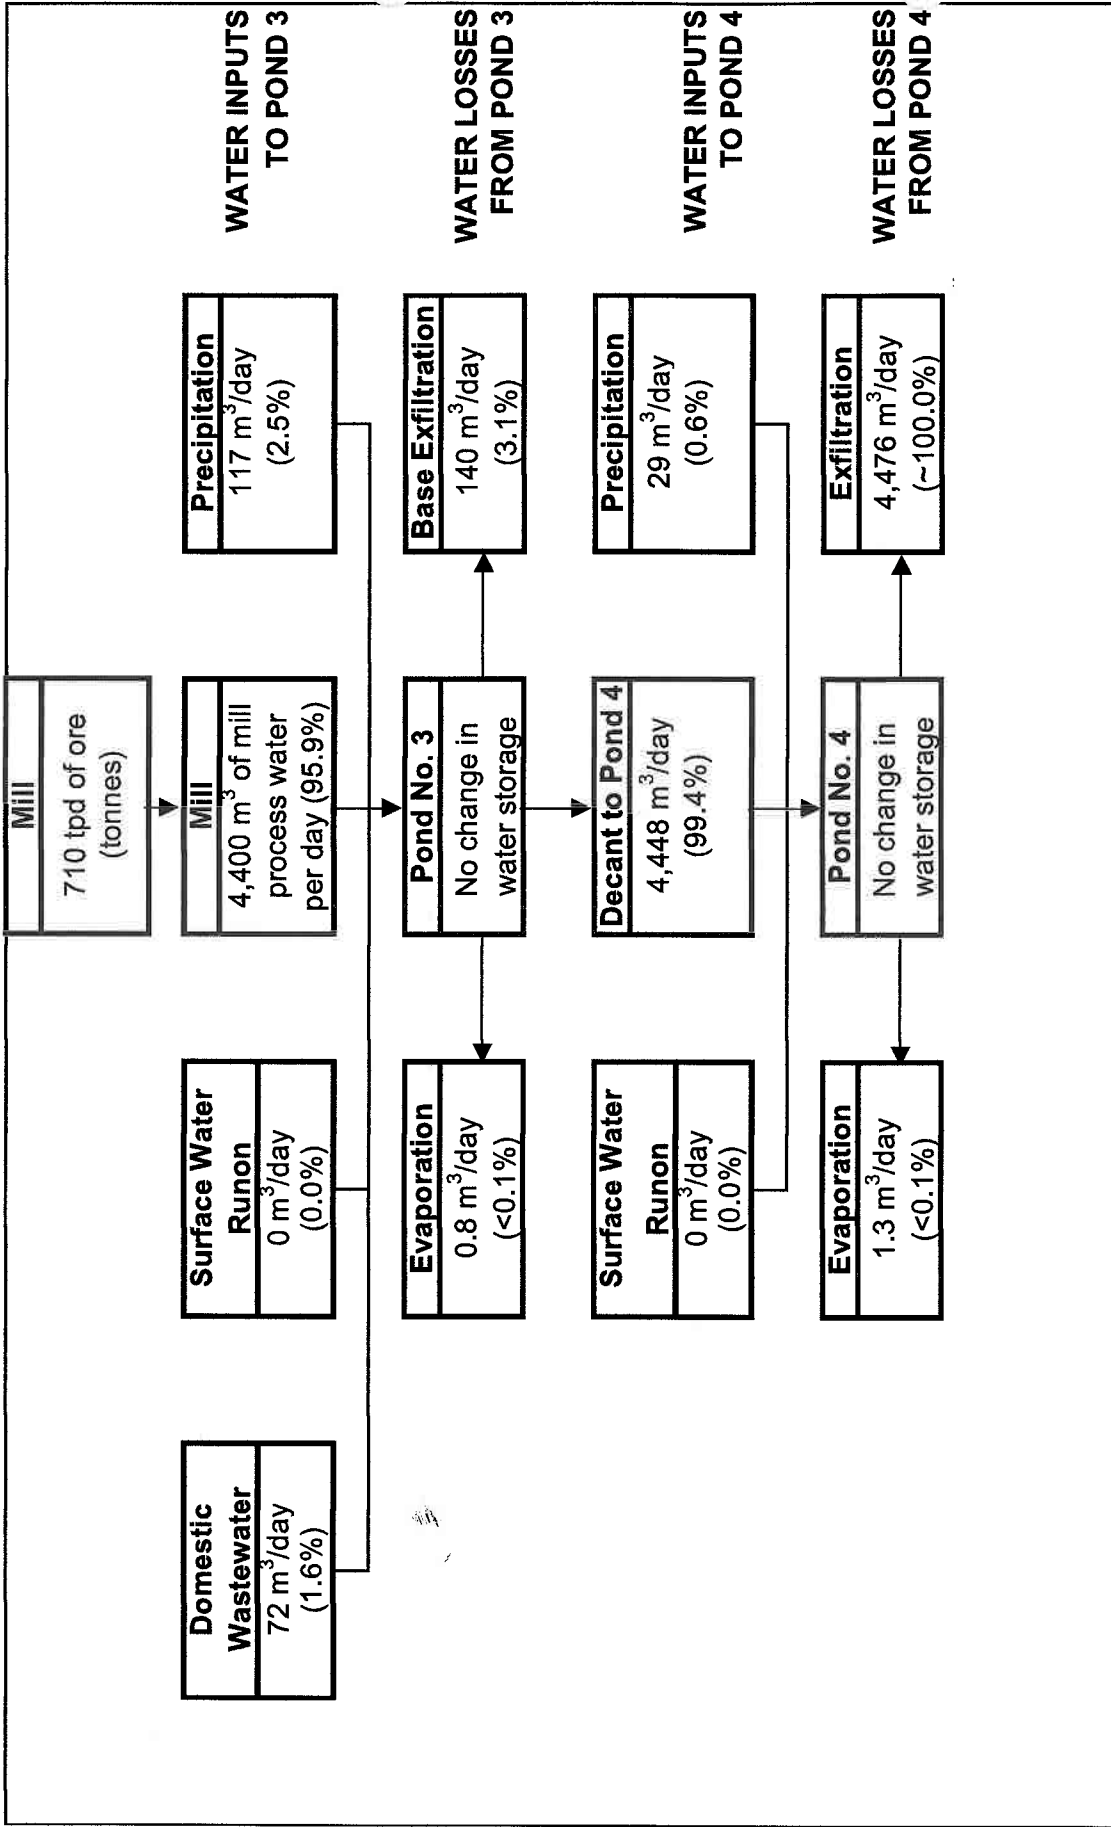 Mill
710 tpd of ore
(tonnes)
Domestic
Wastewater
72 m³/day
(1.6%)
Surface Water
Runon
0 m³/day
(0.0%)
Mill
4,400 m³ of mill
process water
per day (95.9%)
Precipitation
117 m³/day
(2.5%)
WATER INPUTS
TO POND 3
Evaporation
0.8 m³/day
(<0.1%)
Pond No. 3
No change in
water storage
Base Exfiltration
140 m³/day
(3.1%)
WATER LOSSES
FROM POND 3
Surface Water
Runon
0 m³/day
(0.0%)
Decant to Pond 4
4,448 m³/day
(99.4%)
Precipitation
29 m³/day
(0.6%)
WATER INPUTS
TO POND 4
Evaporation
1.3 m³/day
(<0.1%)
Pond No. 4
No change in
water storage
Exfiltration
4,476 m³/day
(~100.0%)
WATER LOSSES
FROM POND 4